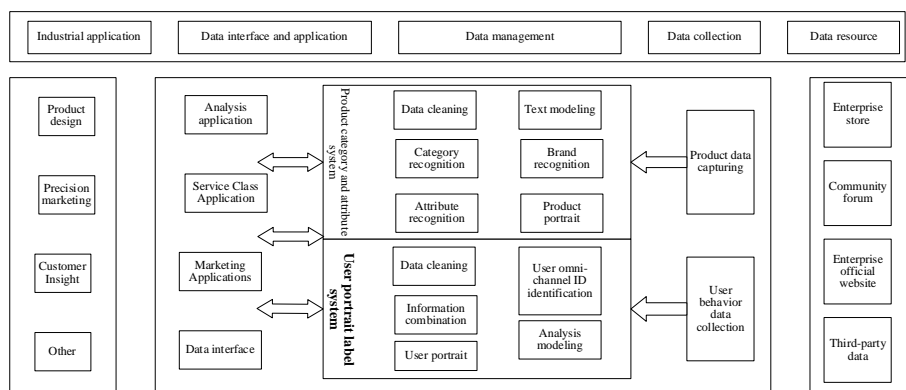 Industrial application
Data interface and application
Data management
Data collection
Data resource
Product
design
Precision
marketing
Customer
Insight
Other
Analysis
application
Service Class
Application
Marketing
Applications
Data interface
Product category and attribute
system
Data cleaning
Text modeling
Category
recognition
Brand
recognition
Attribute
recognition
Product
portrait
User portrait label
system
Data cleaning
User omni-
channel ID
identification
Information
combination
Analysis
modeling
User portrait
Product data
capturing
User
behavior
data
collection
Enterprise
store
Community
forum
Enterprise
official
website
Third-party
data